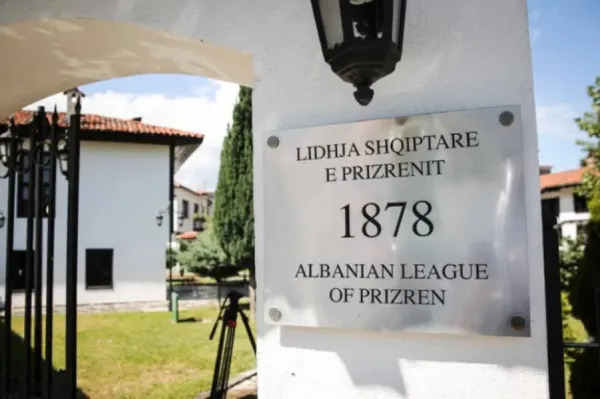 LIDHJA SHQIPTARE
E PRIZRENIT
1878
ALBANIAN LEAGUE
OF PRIZREN